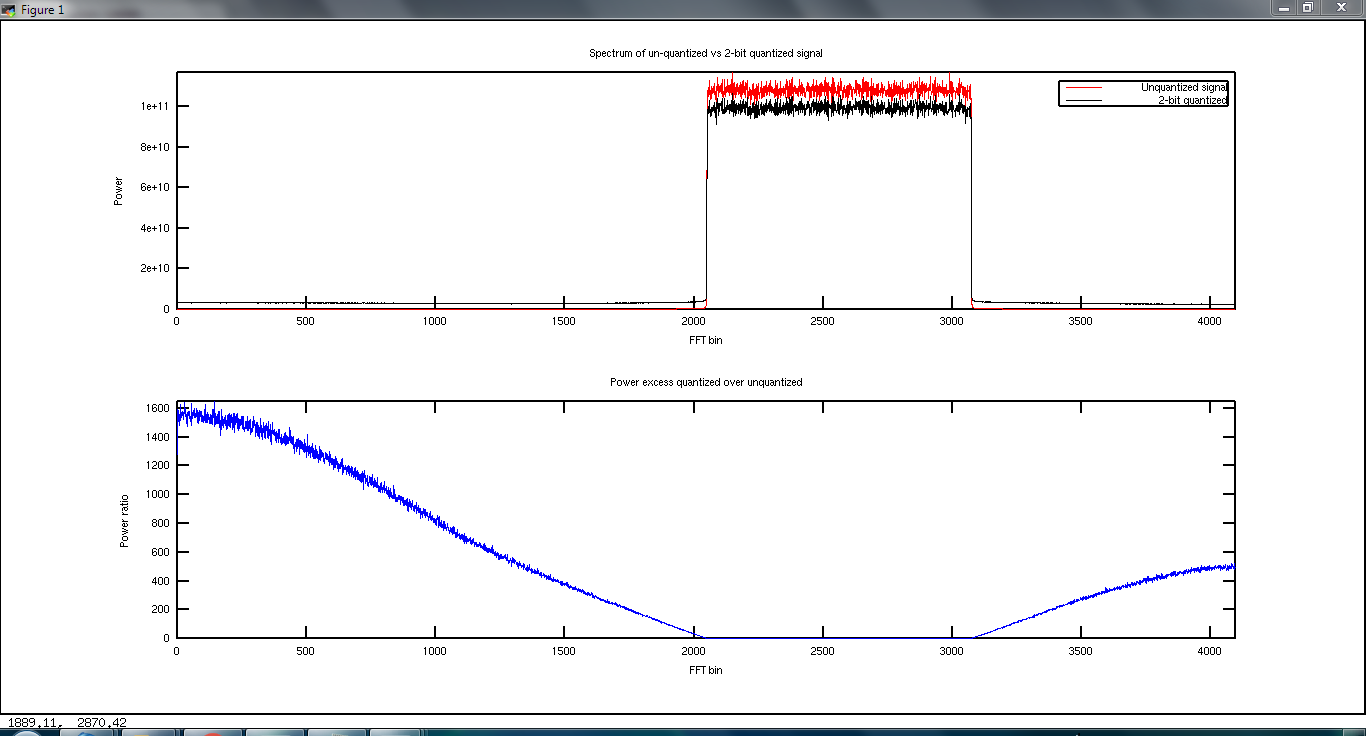 Figure 1
Spectrum of un-quantized vs 2-bit quantized signal
Unquantized signal
2-bit quantized
1e+11
8e+10
6e+10
4e+10
2e+10
0
Power
0 500 1000 1500 2000 2500 3000 3500 4000
FFT bin
Power excess quantized over unquantized
1600
1400
1200
1000
800
600
400
200
0
Power ratio
0 500 1000 1500 2000 2500 3000 3500 4000
FFT bin
1889.11, 2870.42